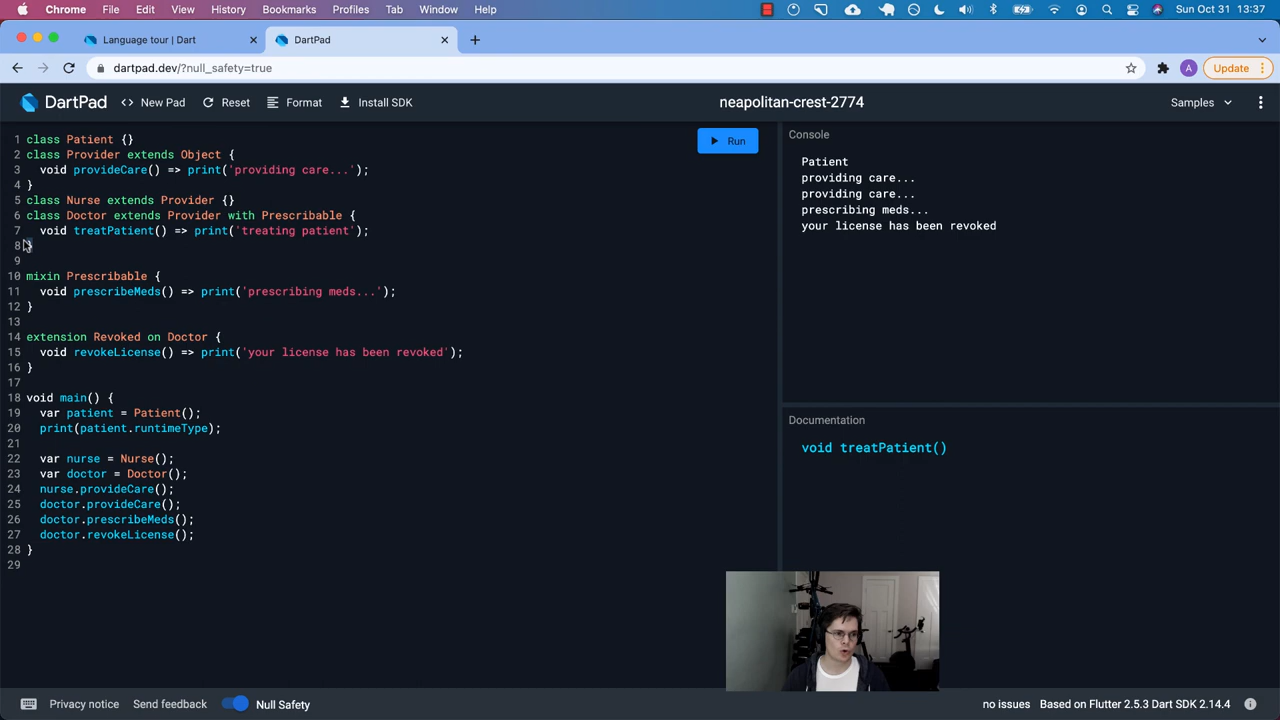 Chrome File Edit View History Bookmarks Profiles Tab Window Help Sun Oct 31 13:37
Language tour | Dart DartPad
dartpad.dev/?null_safety=true A Update
DartPad <> New Pad Reset Format Install SDK neapolitan-crest-2774 Samples
1 class Patient {}
2 class Provider extends Object {
3 void provideCare() => print('providing care...');
4 }
5 class Nurse extends Provider {}
6 class Doctor extends Provider with Prescribable {
7 void treatPatient() => print('treating patient');
8 }
9
10 mixin Prescribable {
11 void prescribeMeds() => print('prescribing meds...');
12 }
13
14 extension Revoked on Doctor {
15 void revokeLicense() => print('your license has been revoked');
16 }
17
18 void main() {
19 var patient = Patient();
20 print(patient.runtimeType);
21
22 var nurse = Nurse();
23 var doctor = Doctor();
24 nurse.provideCare();
25 doctor.provideCare();
26 doctor.prescribeMeds();
27 doctor.revokeLicense();
28 }
29
Run
Console
Patient
providing care...
providing care...
prescribing meds...
your license has been revoked
Documentation
void treatPatient()
Privacy notice Send feedback Null Safety no issues Based on Flutter 2.5.3 Dart SDK 2.14.4